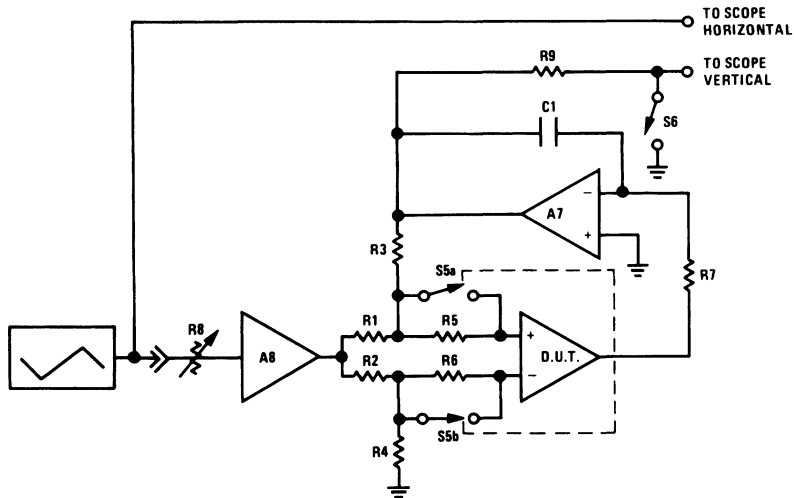 TO SCOPE
HORIZONTAL
TO SCOPE
VERTICAL
R9
C1
S6
−
A7
+
R3
R7
S5a
R8
R1
R5
+
A8
D.U.T.
R2
R6
−
S5b
R4